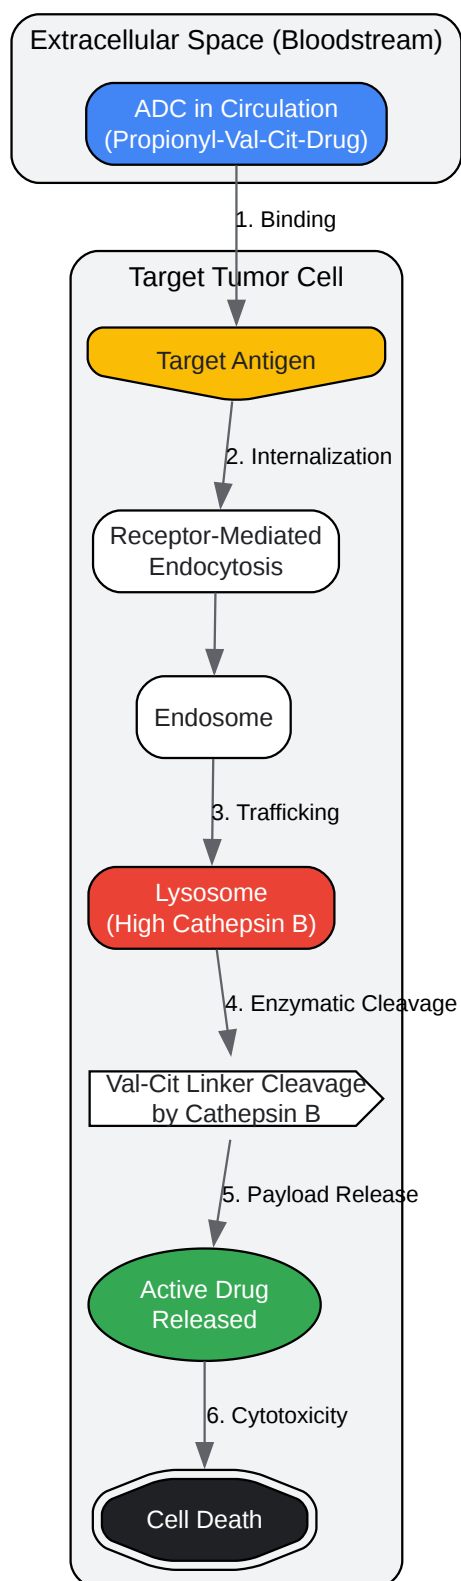 Extracellular Space (Bloodstream)
ADC in Circulation
(Propionyl-Val-Cit-Drug)
1. Binding
Target Tumor Cell
Target Antigen
2. Internalization
Receptor-Mediated
Endocytosis
Endosome
3. Trafficking
Lysosome
(High Cathepsin B)
4. Enzymatic Cleavage
Val-Cit Linker Cleavage
by Cathepsin B
5. Payload Release
Active Drug
Released
6. Cytotoxicity
Cell Death